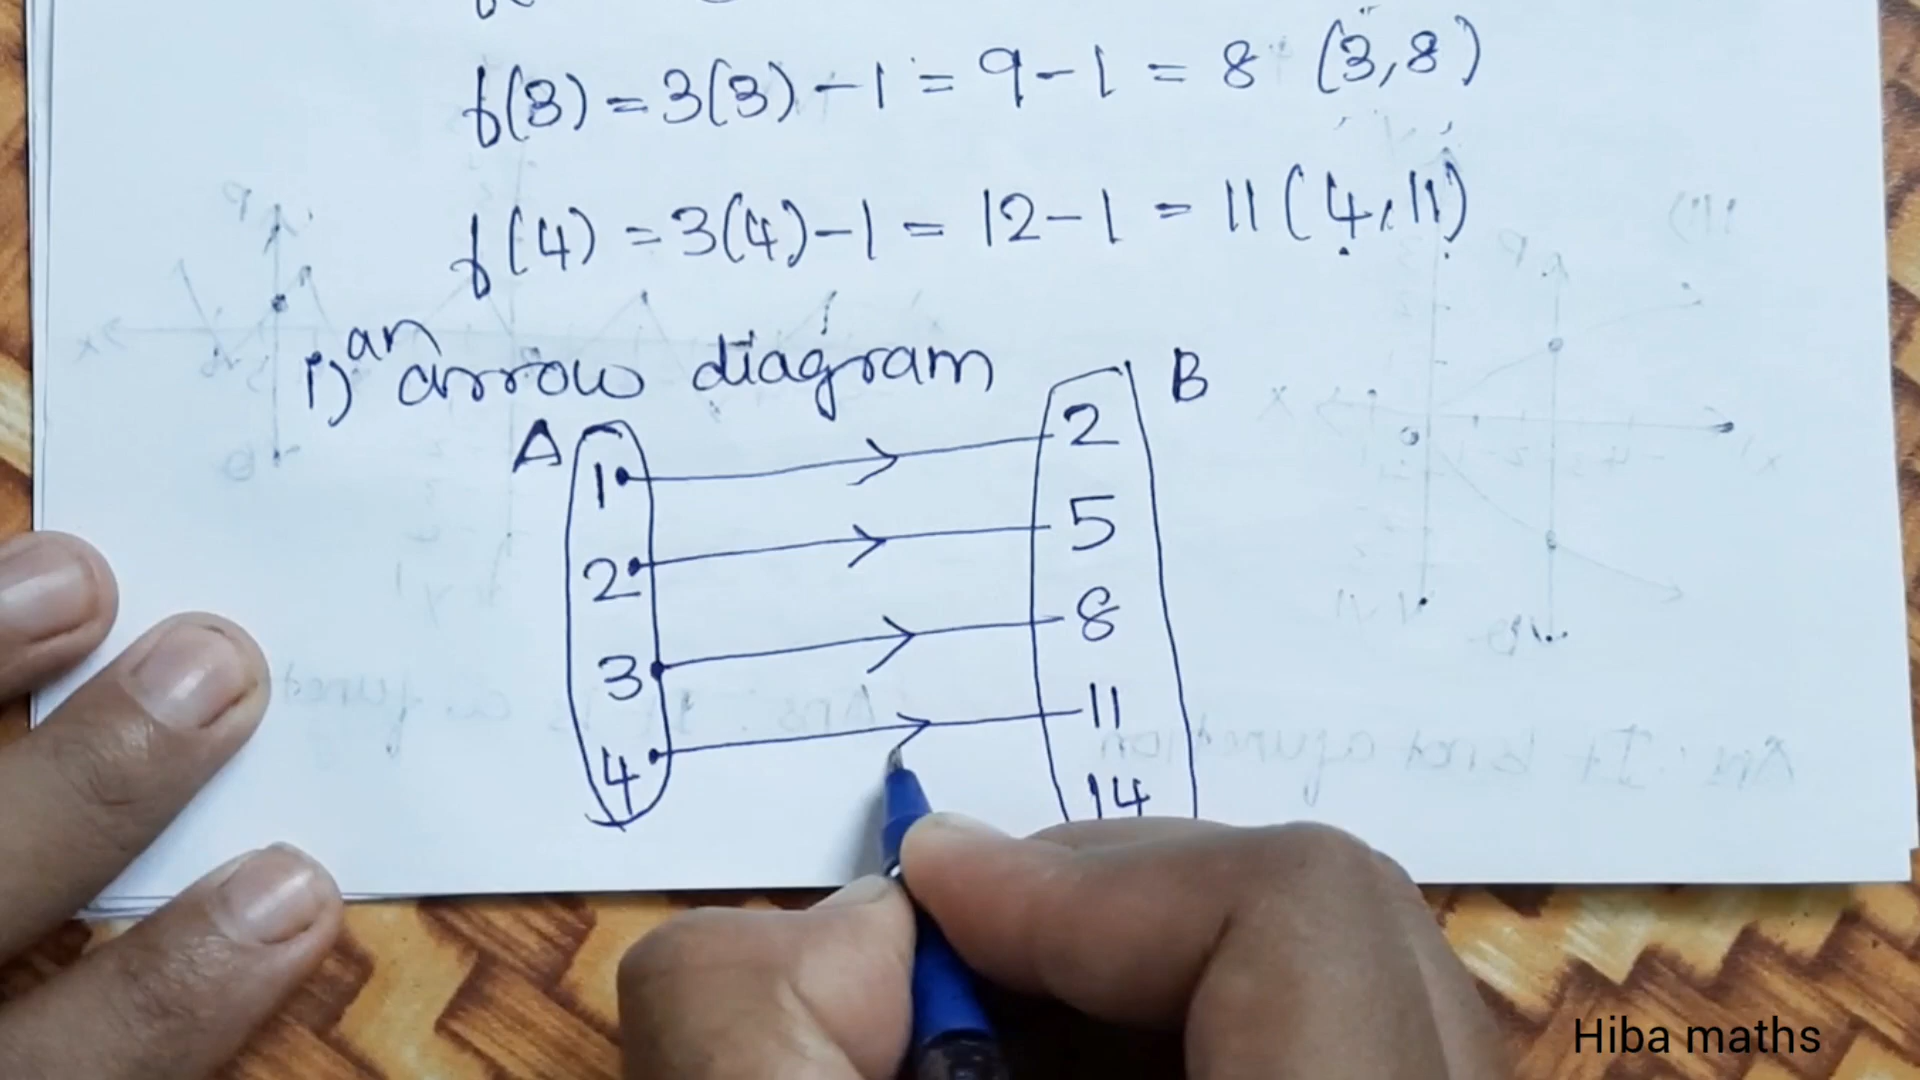 f(3) = 3(3) - 1 = 9 - 1 = 8 (3,8)
f(4) = 3(4) - 1 = 12 - 1 = 11 (4,11)
i) an arrow diagram
A B
1 2
2 5
3 8
4 11
14
Hiba maths